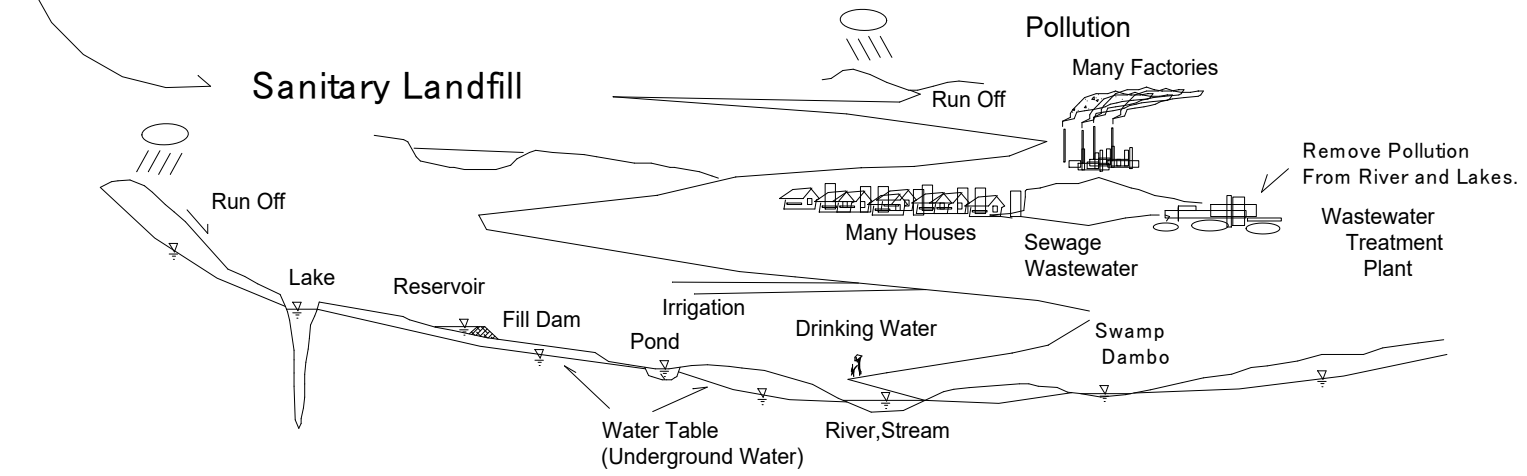 Pollution
Many Factories
Sanitary Landfill
Run Off
Remove Pollution
From River and Lakes.
Run Off
Many Houses
Sewage
Wastewater
Wastewater
Treatment
Plant
Lake
Reservoir
Fill Dam
Irrigation
Pond
Drinking Water
Swamp
Dambo
Water Table
(Underground Water)
River,Stream